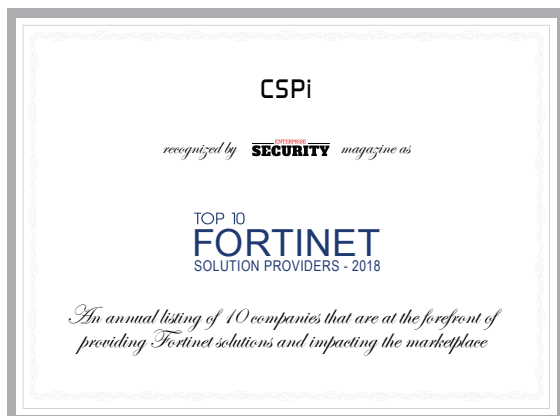 CSPi
recognized by ENTERPRISE SECURITY magazine as
TOP 10
FORTINET
SOLUTION PROVIDERS - 2018
An annual listing of 10 companies that are at the forefront of
providing Fortinet solutions and impacting the marketplace